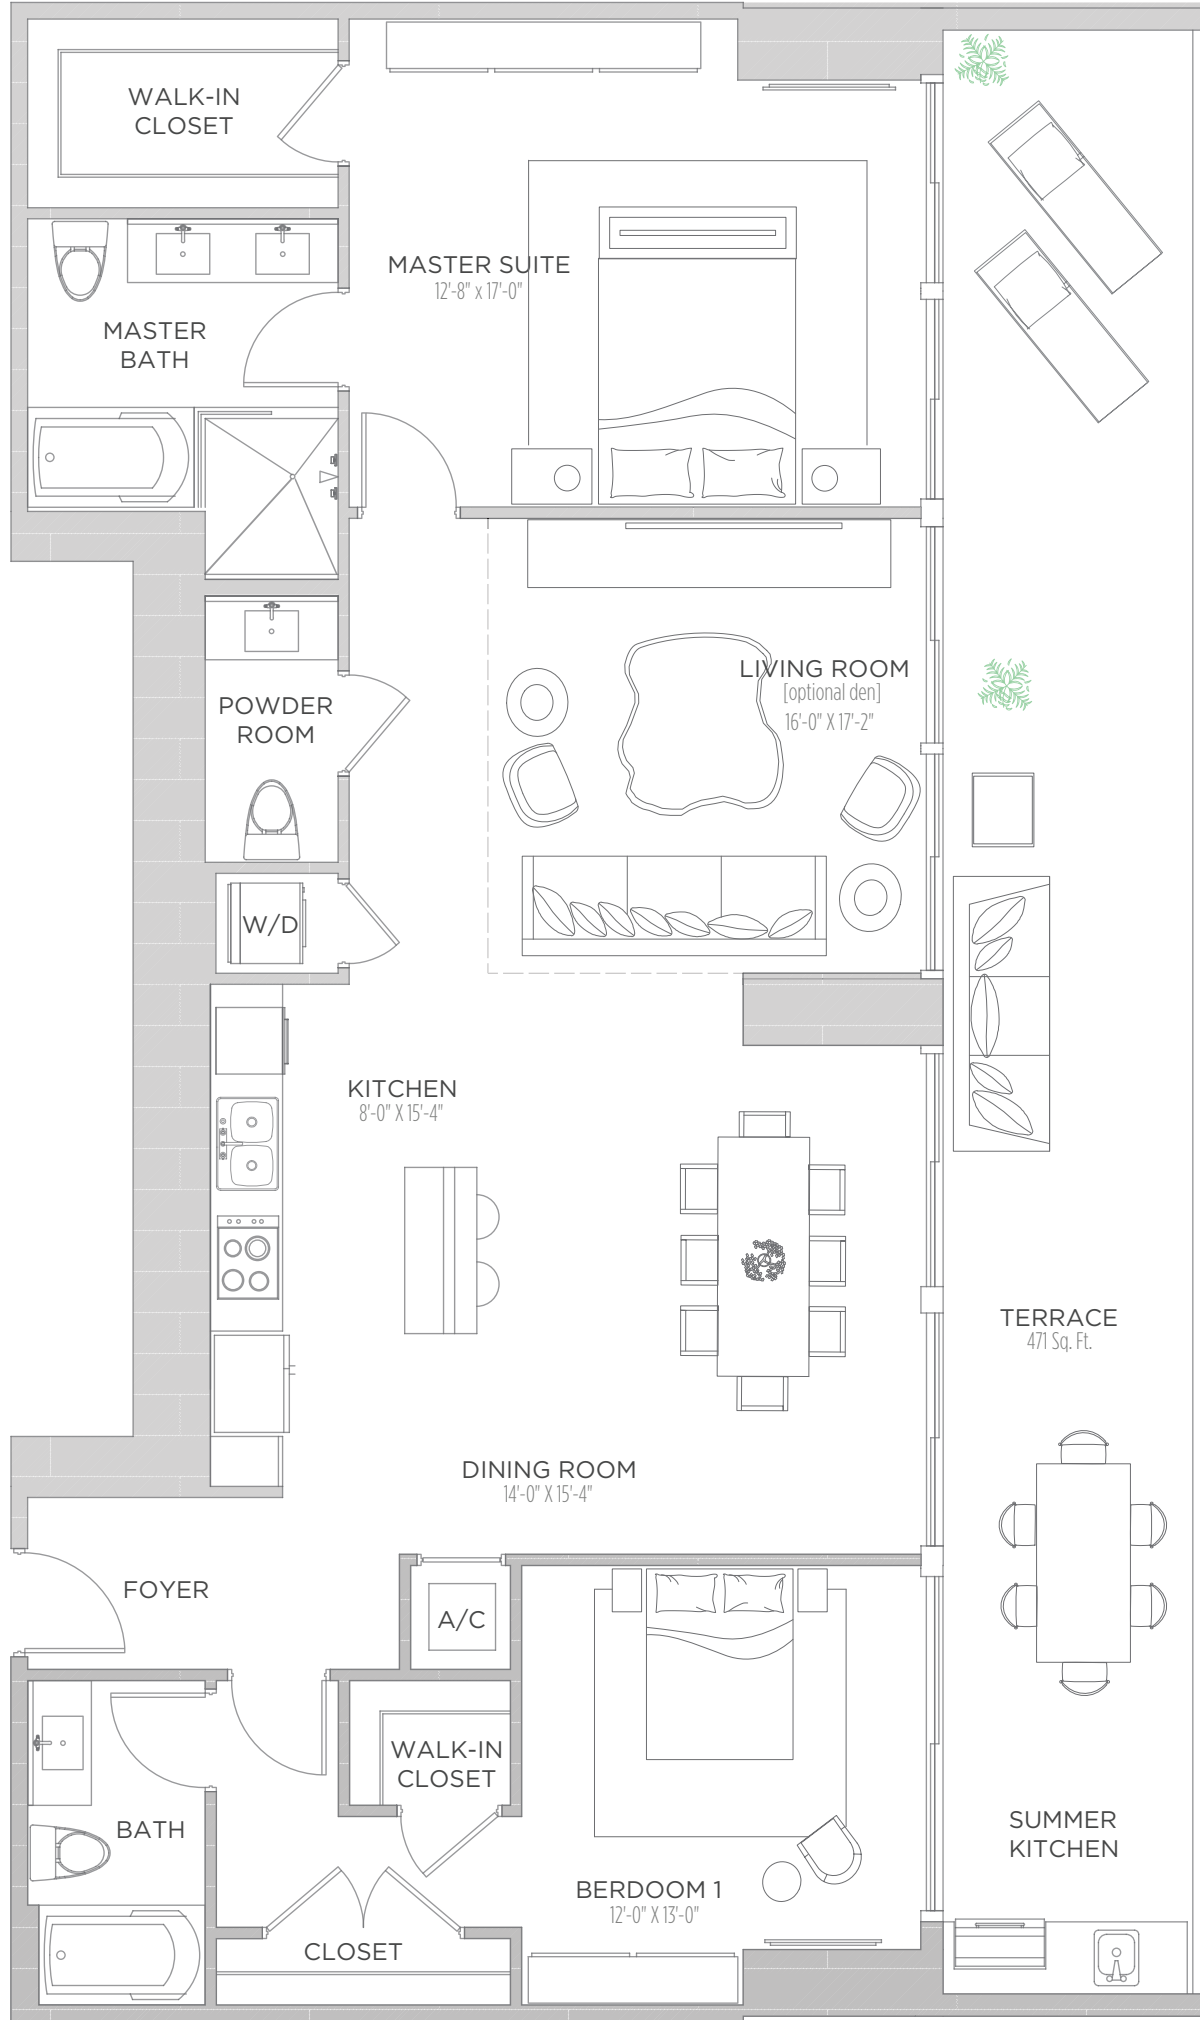 WALK-IN
CLOSET
MASTER SUITE
12'-8" x 17'-0"
MASTER
BATH
LIVING ROOM
[optional den]
16'-0" X 17'-2"
POWDER
ROOM
W/D
KITCHEN
8'-0" X 15'-4"
TERRACE
471 Sq. Ft.
DINING ROOM
14'-0" X 15'-4"
FOYER
A/C
WALK-IN
CLOSET
BATH
SUMMER
KITCHEN
BERDOOM 1
12'-0" X 13'-0"
CLOSET